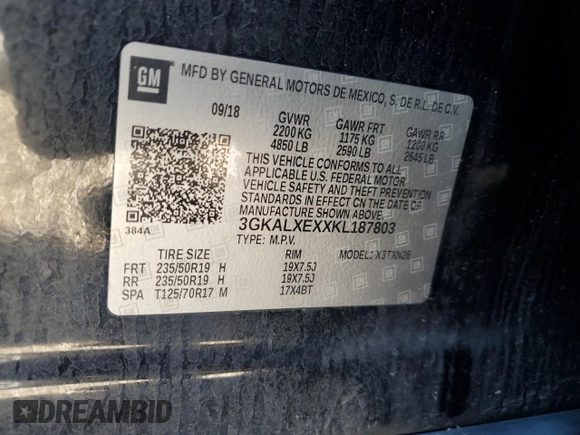 GM
MFD BY GENERAL MOTORS DE MEXICO, S. DE R.L. DE C.V.
09/18 GVWR GAWR FRT GAWR RR
2200 KG 1175 KG 1200 KG
4850 LB 2590 LB 2645 LB
THIS VEHICLE CONFORMS TO ALL
APPLICABLE U.S. FEDERAL MOTOR
VEHICLE SAFETY AND THEFT PREVENTION
STANDARDS IN EFFECT ON THE DATE OF
MANUFACTURE SHOWN ABOVE.
384A 3GKALXEXXKL187803
TYPE: M.P.V.
TIRE SIZE RIM MODEL: X3TXN26
FRT 235/50R19 H 19X7.5J
RR 235/50R19 H 19X7.5J
SPA T125/70R17 M 17X4BT
DREAMBID